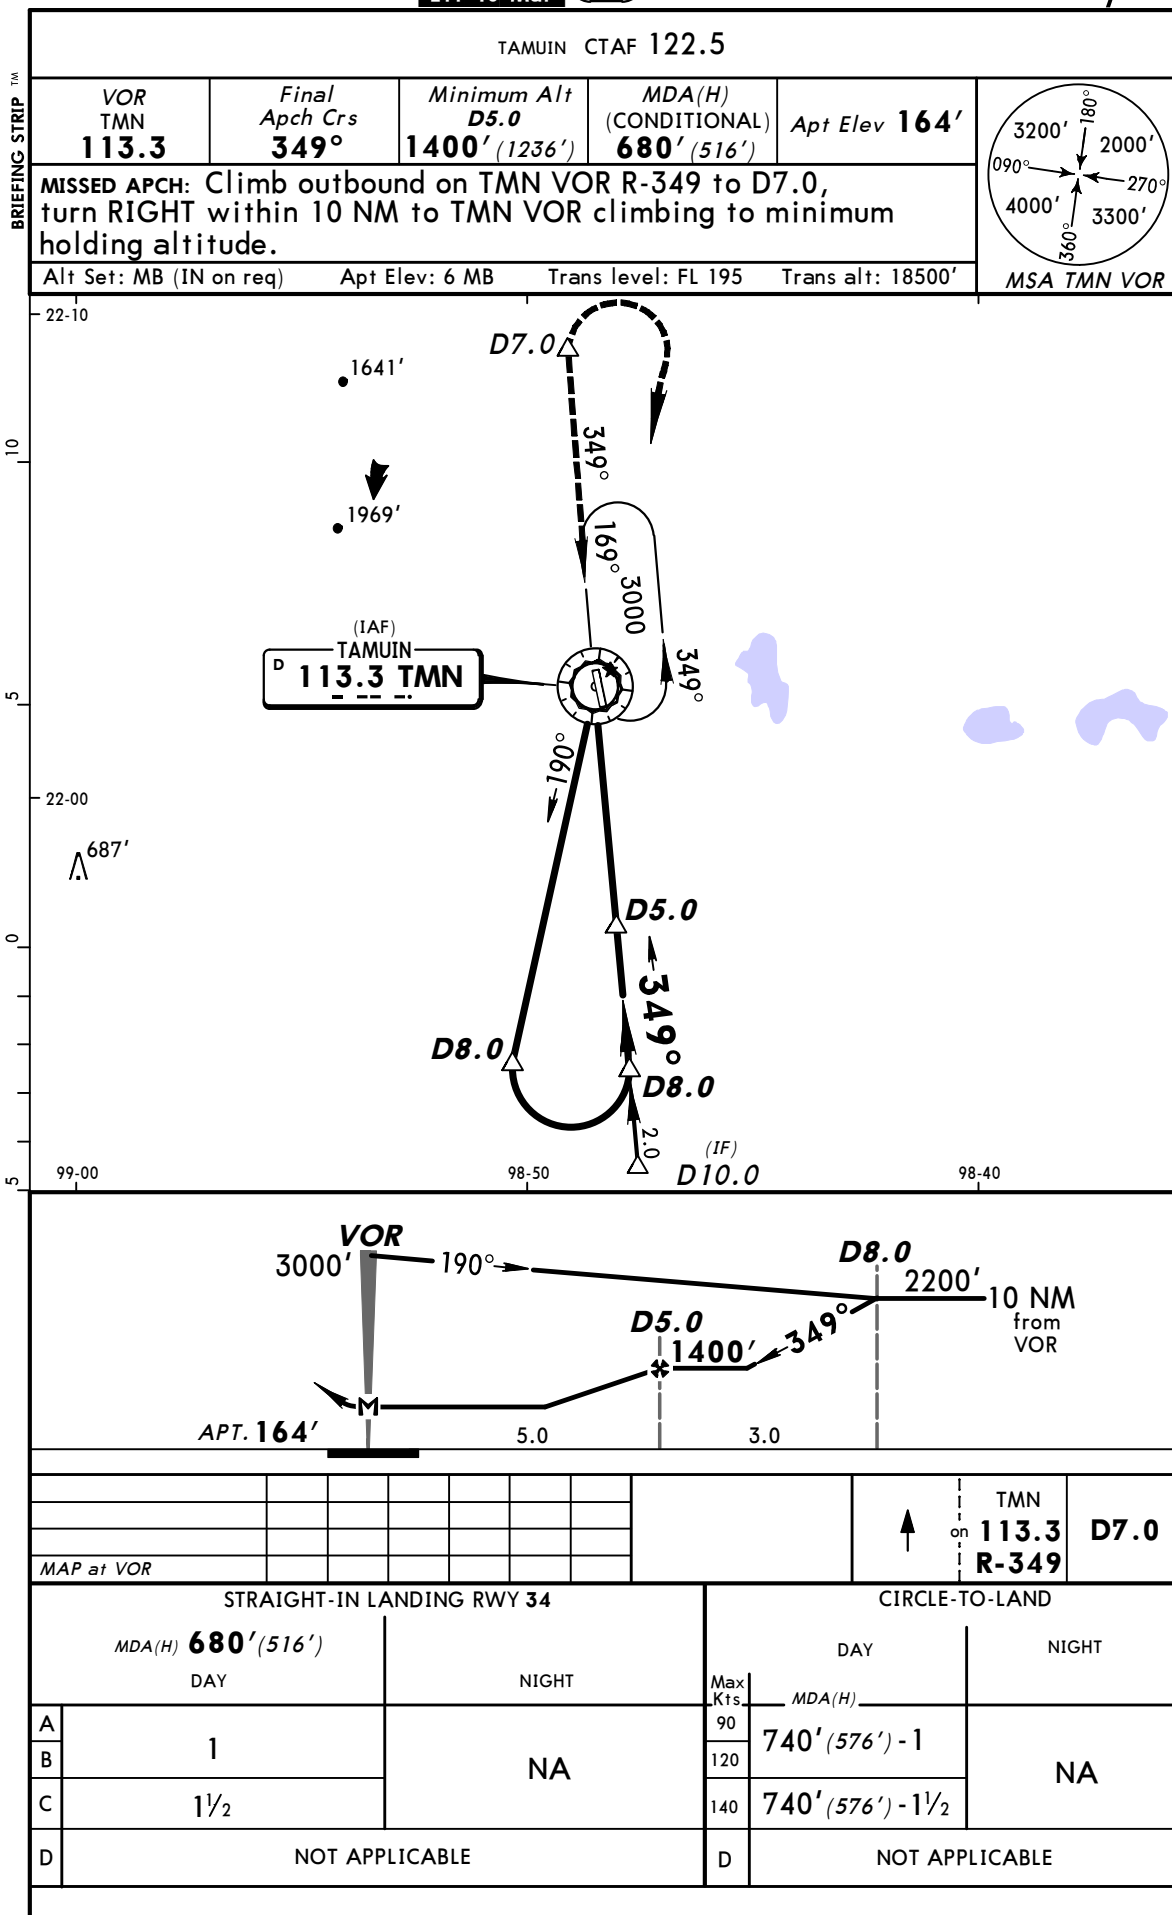 TAMUIN CTAF 122.5
BRIEFING STRIP TM
VOR
TMN
113.3
Final
Apch Crs
349°
Minimum Alt
D5.0
1400' (1236')
MDA(H)
(CONDITIONAL)
680' (516')
Apt Elev 164'
MISSED APCH: Climb outbound on TMN VOR R-349 to D7.0,
turn RIGHT within 10 NM to TMN VOR climbing to minimum
holding altitude.
Alt Set: MB (IN on req) Apt Elev: 6 MB Trans level: FL 195 Trans alt: 18500'
180°
3200'
2000'
090°
270°
4000'
3300'
360°
MSA TMN VOR
22-10
D7.0
1641'
349°
10
1969'
169°
3000
(IAF)
TAMUIN
D 113.3 TMN
349°
5
190°
22-00
687'
D5.0
0
349°
D8.0
D8.0
2.0
(IF)
D10.0
5
99-00
98-50
98-40
VOR
3000'
190°
D8.0
2200'
10 NM
from
VOR
D5.0
1400'
349°
M
APT. 164'
5.0
3.0
MAP at VOR
on
TMN
113.3
R-349
D7.0
STRAIGHT-IN LANDING RWY 34
CIRCLE-TO-LAND
MDA(H) 680' (516')
DAY
NIGHT
DAY
NIGHT
Max
Kts
MDA(H)
A
B
1
C
1 1/2
NA
90
120
740' (576') - 1
140
740' (576') - 1 1/2
NA
D
NOT APPLICABLE
D
NOT APPLICABLE